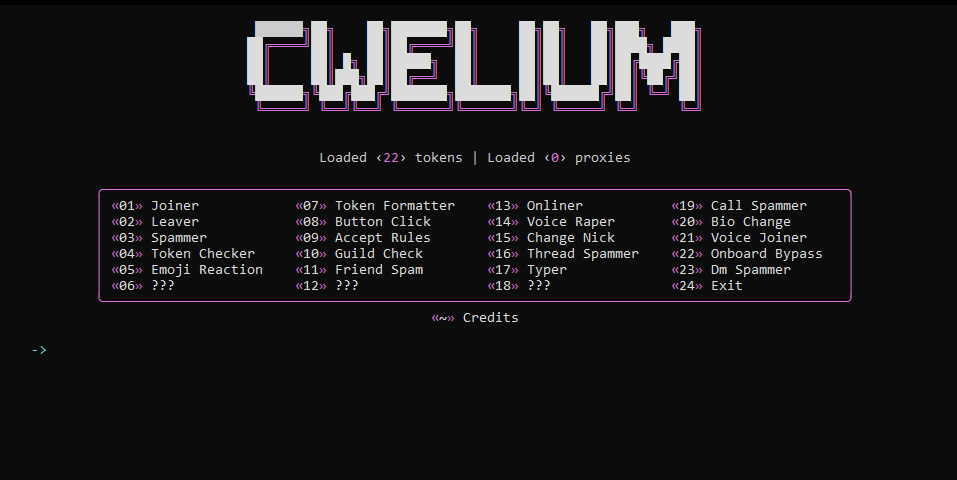 CWELIUM
Loaded ‹22› tokens | Loaded ‹0› proxies
«01» Joiner «07» Token Formatter «13» Onliner «19» Call Spammer
«02» Leaver «08» Button Click «14» Voice Raper «20» Bio Change
«03» Spammer «09» Accept Rules «15» Change Nick «21» Voice Joiner
«04» Token Checker «10» Guild Check «16» Thread Spammer «22» Onboard Bypass
«05» Emoji Reaction «11» Friend Spam «17» Typer «23» Dm Spammer
«06» ??? «12» ??? «18» ??? «24» Exit
«~» Credits
->